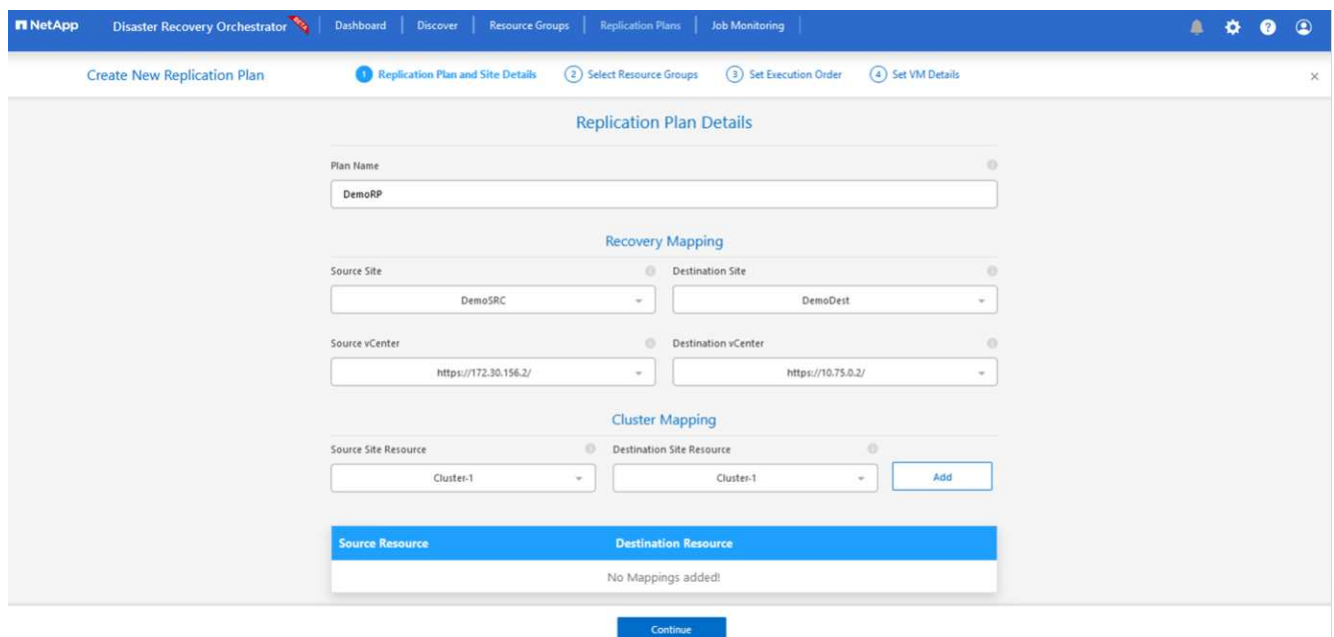 NetApp Disaster Recovery Orchestrator BETA Dashboard Discover Resource Groups Replication Plans Job Monitoring
Create New Replication Plan 1 Replication Plan and Site Details 2 Select Resource Groups 3 Set Execution Order 4 Set VM Details
Replication Plan Details
Plan Name
DemoRP
Recovery Mapping
Source Site Destination Site
DemoSRC DemoDest
Source vCenter Destination vCenter
https://172.30.156.2/ https://10.75.0.2/
Cluster Mapping
Source Site Resource Destination Site Resource
Cluster-1 Cluster-1 Add
Source Resource Destination Resource
No Mappings added!
Continue